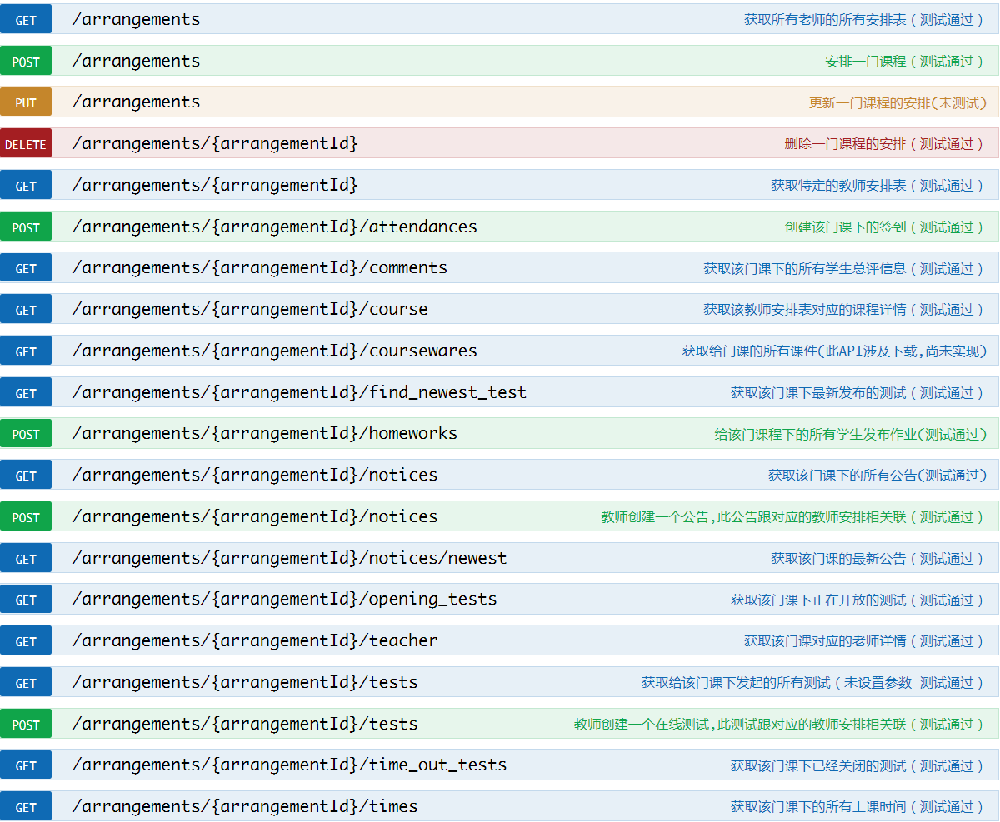 GET /arrangements 获取所有老师的所有安排表（测试通过）
POST /arrangements 安排一门课程（测试通过）
PUT /arrangements 更新一门课程的安排(未测试)
DELETE /arrangements/{arrangementId} 删除一门课程的安排（测试通过）
GET /arrangements/{arrangementId} 获取特定的教师安排表（测试通过）
POST /arrangements/{arrangementId}/attendances 创建该门课下的签到（测试通过）
GET /arrangements/{arrangementId}/comments 获取该门课下的所有学生总评信息（测试通过）
GET /arrangements/{arrangementId}/course 获取该教师安排表对应的课程详情（测试通过）
GET /arrangements/{arrangementId}/coursewares 获取给门课的所有课件(此API涉及下载,尚未实现)
GET /arrangements/{arrangementId}/find_newest_test 获取该门课下最新发布的测试（测试通过）
POST /arrangements/{arrangementId}/homeworks 给该门课程下的所有学生发布作业(测试通过)
GET /arrangements/{arrangementId}/notices 获取该门课下的所有公告(测试通过)
POST /arrangements/{arrangementId}/notices 教师创建一个公告,此公告跟对应的教师安排相关联（测试通过）
GET /arrangements/{arrangementId}/notices/newest 获取该门课的最新公告（测试通过）
GET /arrangements/{arrangementId}/opening_tests 获取该门课下正在开放的测试（测试通过）
GET /arrangements/{arrangementId}/teacher 获取该门课对应的老师详情（测试通过）
GET /arrangements/{arrangementId}/tests 获取给该门课下发起的所有测试（未设置参数 测试通过）
POST /arrangements/{arrangementId}/tests 教师创建一个在线测试,此测试跟对应的教师安排相关联（测试通过）
GET /arrangements/{arrangementId}/time_out_tests 获取该门课下已经关闭的测试（测试通过）
GET /arrangements/{arrangementId}/times 获取该门课下的所有上课时间（测试通过）